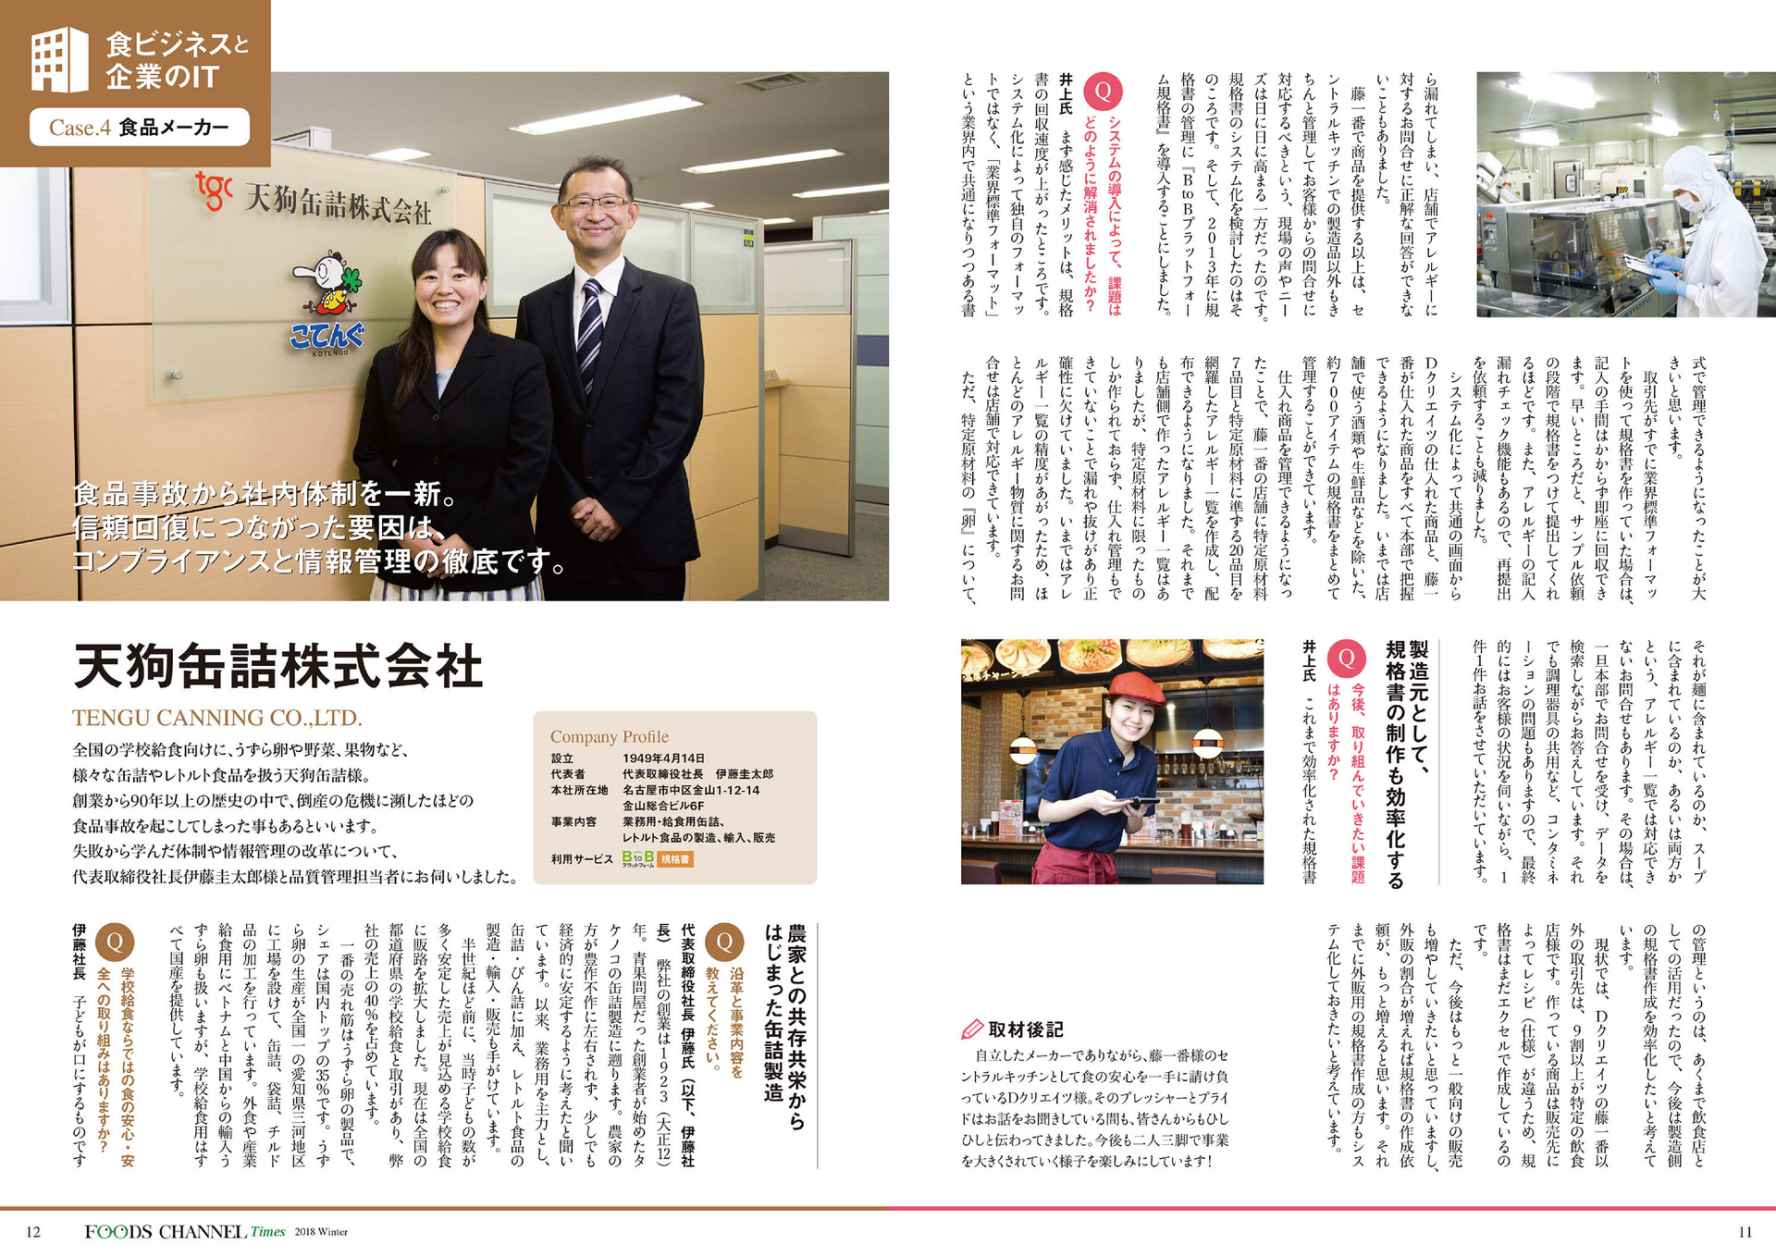 ら漏れてしまい、店舗でアレルギーに
対するお問合せに正解な回答ができな
いこともありました。
藤一番で商品を提供する以上は、セ
ントラルキッチンでの製造品以外もき
ちんと管理してお客様からの問合せに
対応するべきという、現場の声やニー
ズは日に日に高まる一方だったのです。
規格書のシステム化を検討したのはそ
のころです。そして、2013年に規
格書の管理に『BtoBプラットフォー
ム規格書』を導入することにしました。
Q システムの導入によって、課題は
どのように解消されましたか?
井上氏 まず感じたメリットは、規格
書の回収速度が上がったところです。
システム化によって独自のフォーマッ
トではなく、「業界標準フォーマット」
という業界内で共通になりつつある書
式で管理できるようになったことが大
きいと思います。
取引先がすでに業界標準フォーマッ
トを使って規格書を作っていた場合は、
記入の手間はかからず即座に回収でき
ます。早いところだと、サンプル依頼
の段階で規格書をつけて提出してくれ
るほどです。また、アレルギーの記入
漏れチェック機能もあるので、再提出
を依頼することも減りました。
システム化によって共通の画面から
Dクリエイツの仕入れた商品と、藤一
番が仕入れた商品をすべて本部で把握
できるようになりました。いまでは店
舗で使う酒類や生鮮品などを除いた、
約700アイテムの規格書をまとめて
管理することができています。
仕入れ商品を管理できるようになっ
たことで、藤一番の店舗に特定原材料
7品目と特定原材料に準ずる20品目を
網羅したアレルギー一覧を作成し、配
布できるようになりました。それまで
も店舗側で作ったアレルギー一覧はあ
りましたが、特定原材料に限ったもの
しか作られておらず、仕入れ管理もで
きていないことで漏れや抜けがあり正
確性に欠けていました。いまではアレ
ルギー一覧の精度があがったため、ほ
とんどのアレルギー物質に関するお問
合せは店舗で対応できています。
ただ、特定原材料の『卵』について、
それが麺に含まれているのか、スープ
に含まれているのか、あるいは両方か
という、アレルギー一覧では対応でき
ないお問合せもあります。その場合は、
一旦本部でお問合せを受け、データを
検索しながらお答えしています。それ
でも調理器具の共用など、コンタミネ
ーションの問題もありますので、最終
的にはお客様の状況を伺いながら、1
件1件お話をさせていただいています。
製造元として、
規格書の制作も効率化する
Q 今後、取り組んでいきたい課題
はありますか?
井上氏 これまで効率化された規格書
の管理というのは、あくまで飲食店と
しての活用だったので、今後は製造側
の規格書作成を効率化したいと考えて
います。
現状では、Dクリエイツの藤一番以
外の取引先は、9割以上が特定の飲食
店様です。作っている商品は販売先に
よってレシピ(仕様)が違うため、規
格書はまだエクセルで作成しているの
です。
ただ、今後はもっと一般向けの販売
も増やしていきたいと思っていますし、
外販の割合が増えれば規格書の作成依
頼が、もっと増えると思います。それ
までに外販用の規格書作成の方もシス
テム化しておきたいと考えています。
取材後記
自立したメーカーでありながら、藤一番様のセ
ントラルキッチンとして食の安心を一手に請け負
っているDクリエイツ様。そのプレッシャーとプライ
ドはお話をお聞きしている間も、皆さんからもひし
ひしと伝わってきました。今後も二人三脚で事業
を大きくされていく様子を楽しみにしています!
11
食ビジネスと
企業のIT
Case.4 食品メーカー
tgc 天狗缶詰株式会社
こてんぐ
KOTENGU
食品事故から社内体制を一新。
信頼回復につながった要因は、
コンプライアンスと情報管理の徹底です。
天狗缶詰株式会社
TENGU CANNING CO.,LTD.
全国の学校給食向けに、うずら卵や野菜、果物など、
様々な缶詰やレトルト食品を扱う天狗缶詰様。
創業から90年以上の歴史の中で、倒産の危機に瀕したほどの
食品事故を起こしてしまった事もあるといいます。
失敗から学んだ体制や情報管理の改革について、
代表取締役社長伊藤圭太郎様と品質管理担当者にお伺いしました。
Company Profile
設立 1949年4月14日
代表者 代表取締役社長 伊藤圭太郎
本社所在地 名古屋市中区金山1-12-14
金山総合ビル6F
事業内容 業務用・給食用缶詰、
レトルト食品の製造、輸入、販売
利用サービス BtoB プラットフォーム 規格書
農家との共存共栄から
はじまった缶詰製造
Q 沿革と事業内容を
教えてください。
代表取締役社長 伊藤氏(以下、伊藤社
長) 弊社の創業は1923(大正12)
年。青果問屋だった創業者が始めたタ
ケノコの缶詰製造に遡ります。農家の
方が豊作不作に左右されず、少しでも
経済的に安定するように考えたと聞い
ています。以来、業務用を主力とし、
缶詰・びん詰に加え、レトルト食品の
製造・輸入・販売も手がけています。
半世紀ほど前に、当時子どもの数が
多く安定した売上が見込める学校給食
に販路を拡大しました。現在は全国の
都道府県の学校給食と取引があり、弊
社の売上の40%を占めています。
一番の売れ筋はうずら卵の製品で、
シェアは国内トップの35%です。うず
ら卵の生産が全国一の愛知県三河地区
に工場を設けて、缶詰、袋詰、チルド
品の加工を行っています。外食や産業
給食用にベトナムと中国からの輸入う
ずら卵も扱いますが、学校給食用はす
べて国産を提供しています。
Q 学校給食ならではの食の安心・安
全への取り組みはありますか?
伊藤社長 子どもが口にするものです
12 FOODS CHANNEL Times 2018 Winter